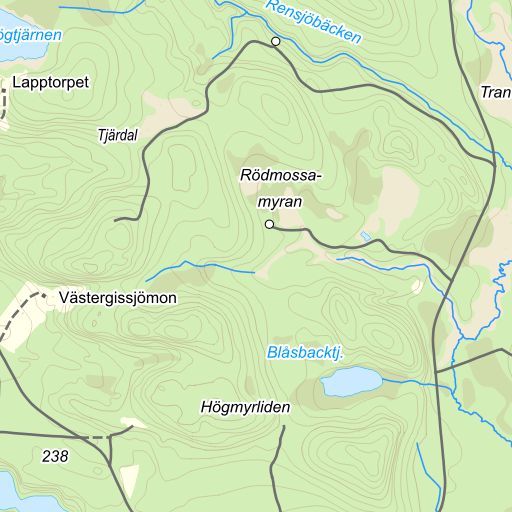 Rensjöbäcken
ögtjärnen
Lapptorpet
Tran
Tjärdal
Rödmossa-
myran
Västergissjömon
Blåsbacktj.
Högmyrliden
238